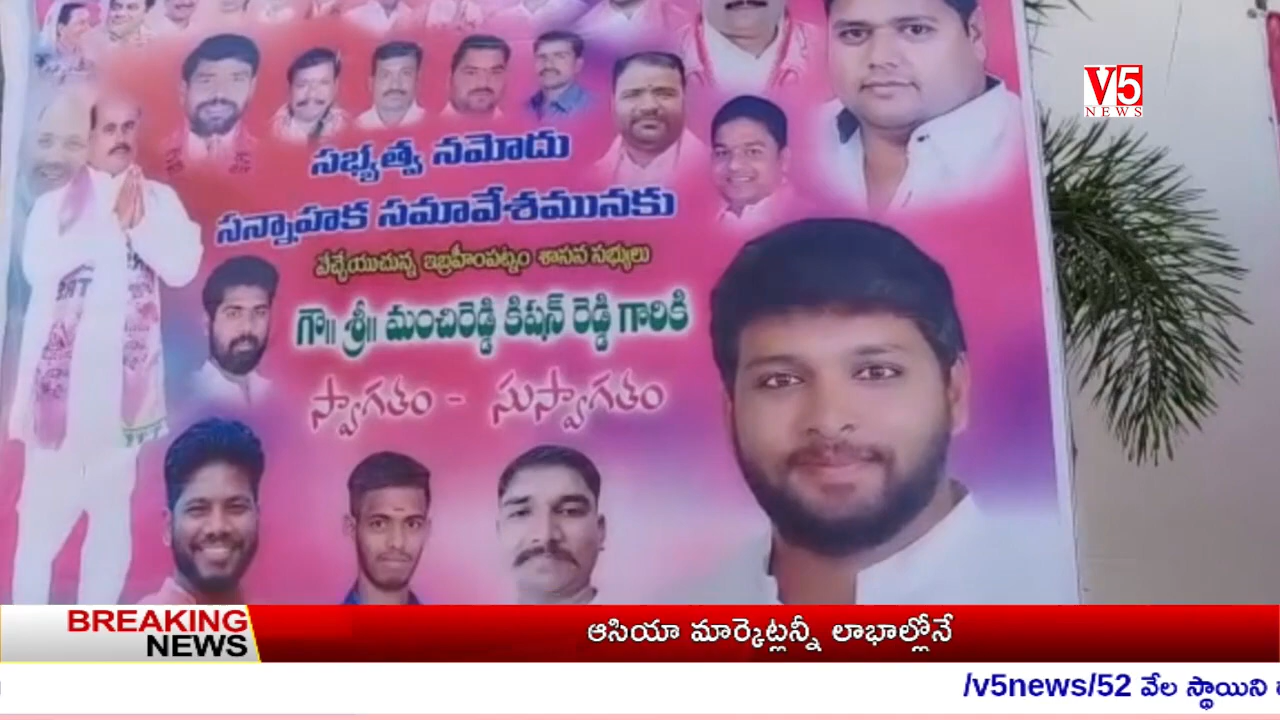 V5
NEWS
సభ్యత్వ నమోదు
సన్నాహక సమావేశమునకు
వేచ్చేయుచున్న ఇబ్రహీంపట్నం శాసన సభ్యులు
గౌ॥ శ్రీ॥ మంచిరెడ్డి కిషన్ రెడ్డి గారికి
స్వాగతం - సుస్వాగతం
BREAKING
NEWS
ఆసియా మార్కెట్లన్నీ లాభాల్లోనే
/v5news/52 వేల స్థాయిని